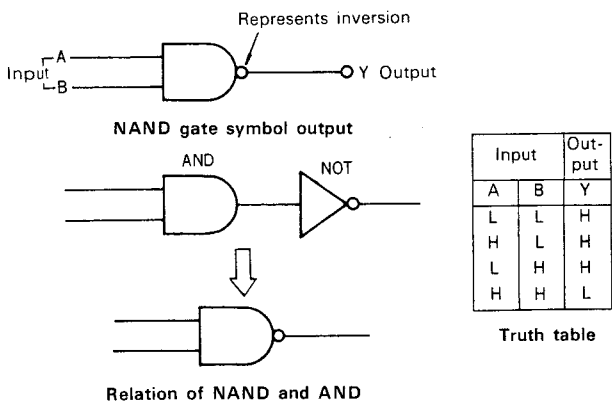 Represents inversion
Input
A
B
Y Output
NAND gate symbol output
AND
NOT
Relation of NAND and AND
Input Out-
put
A B Y
L L H
H L H
L H H
H H L
Truth table